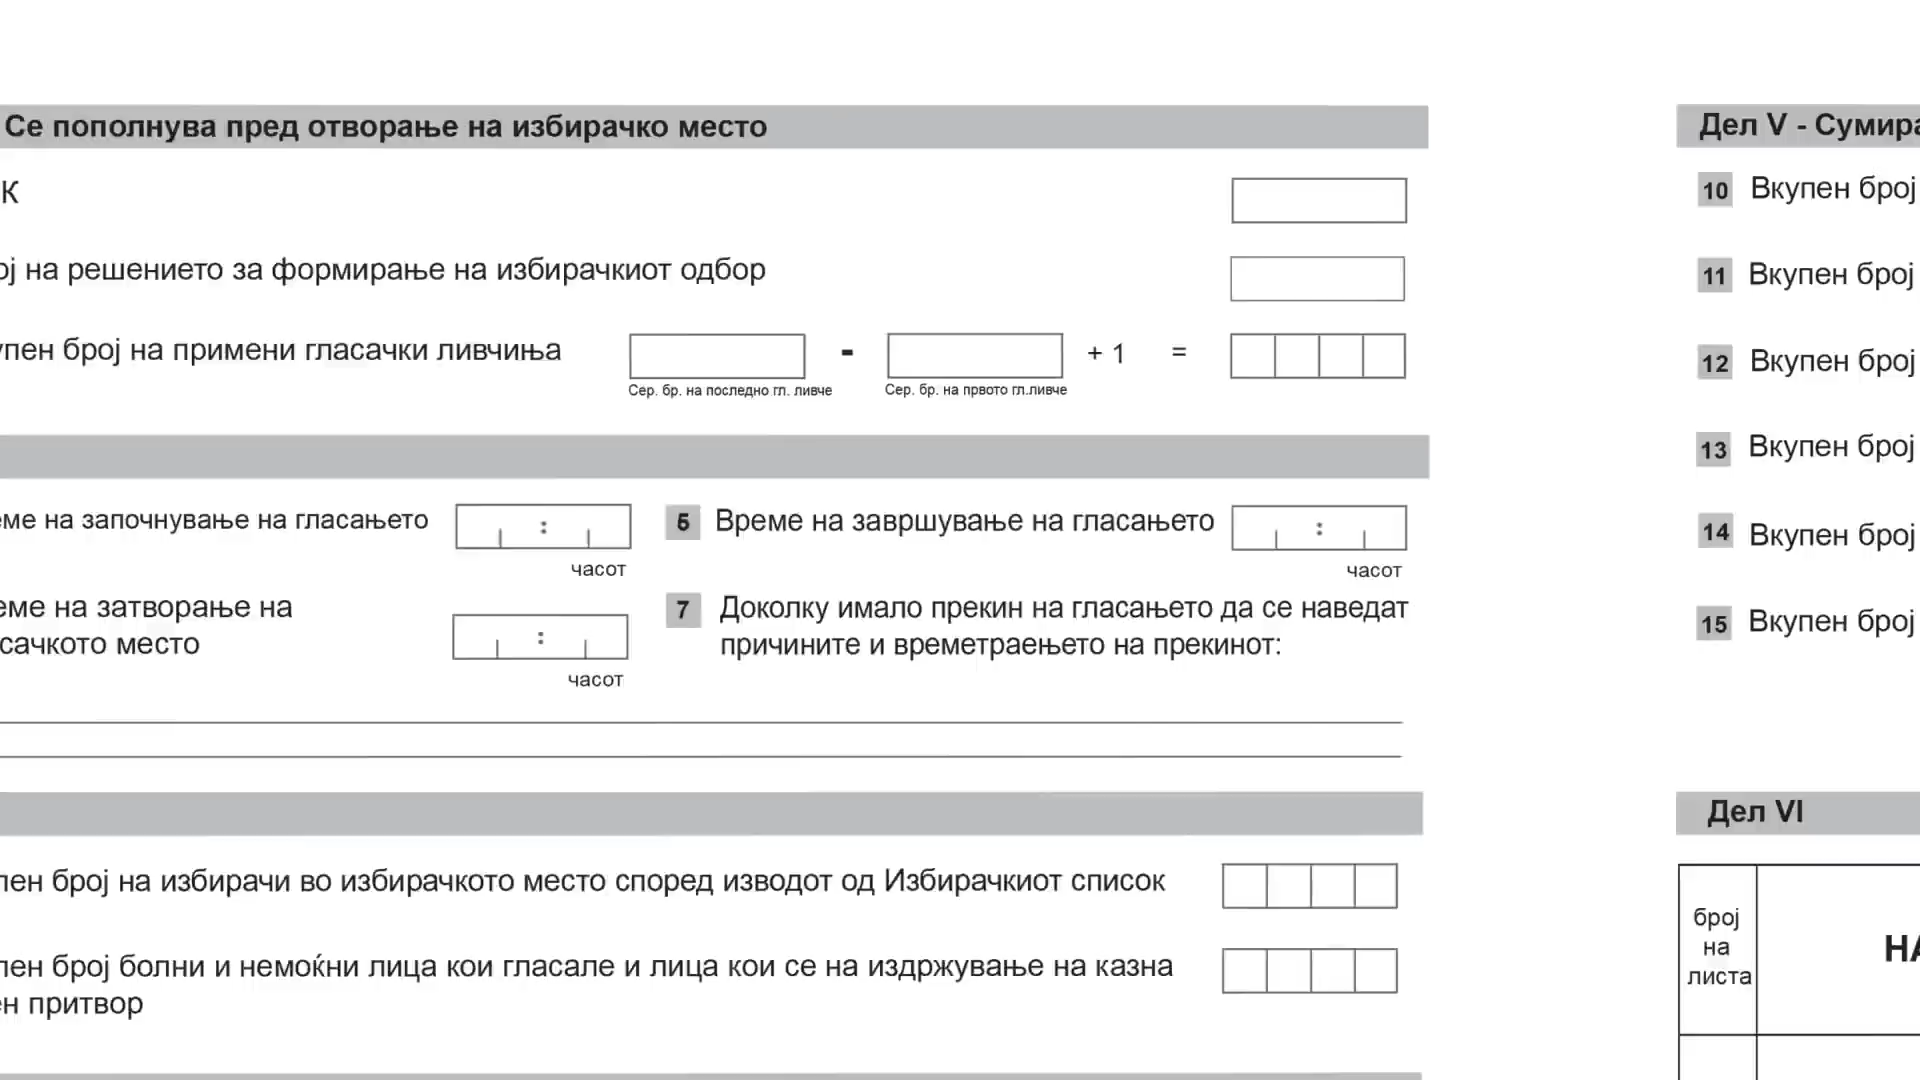 Се пополнува пред отворање на избирачко место
К
ој на решението за формирање на избирачкиот одбор
упен број на примени гласачки ливчиња - + 1 =
Сер. бр. на последно гл. ливче Сер. бр. на првото гл.ливче
еме на започнување на гласањето : 5 Време на завршување на гласањето :
часот часот
еме на затворање на
сачкото место :
часот
7 Доколку имало прекин на гласањето да се наведат
причините и времетраењето на прекинот:
пен број на избирачи во избирачкото место според изводот од Избирачкиот список
пен број болни и немоќни лица кои гласале и лица кои се на издржување на казна
ен притвор
Дел V - Сумира
10 Вкупен број
11 Вкупен број
12 Вкупен број
13 Вкупен број
14 Вкупен број
15 Вкупен број
Дел VI
број
на
листа
НА